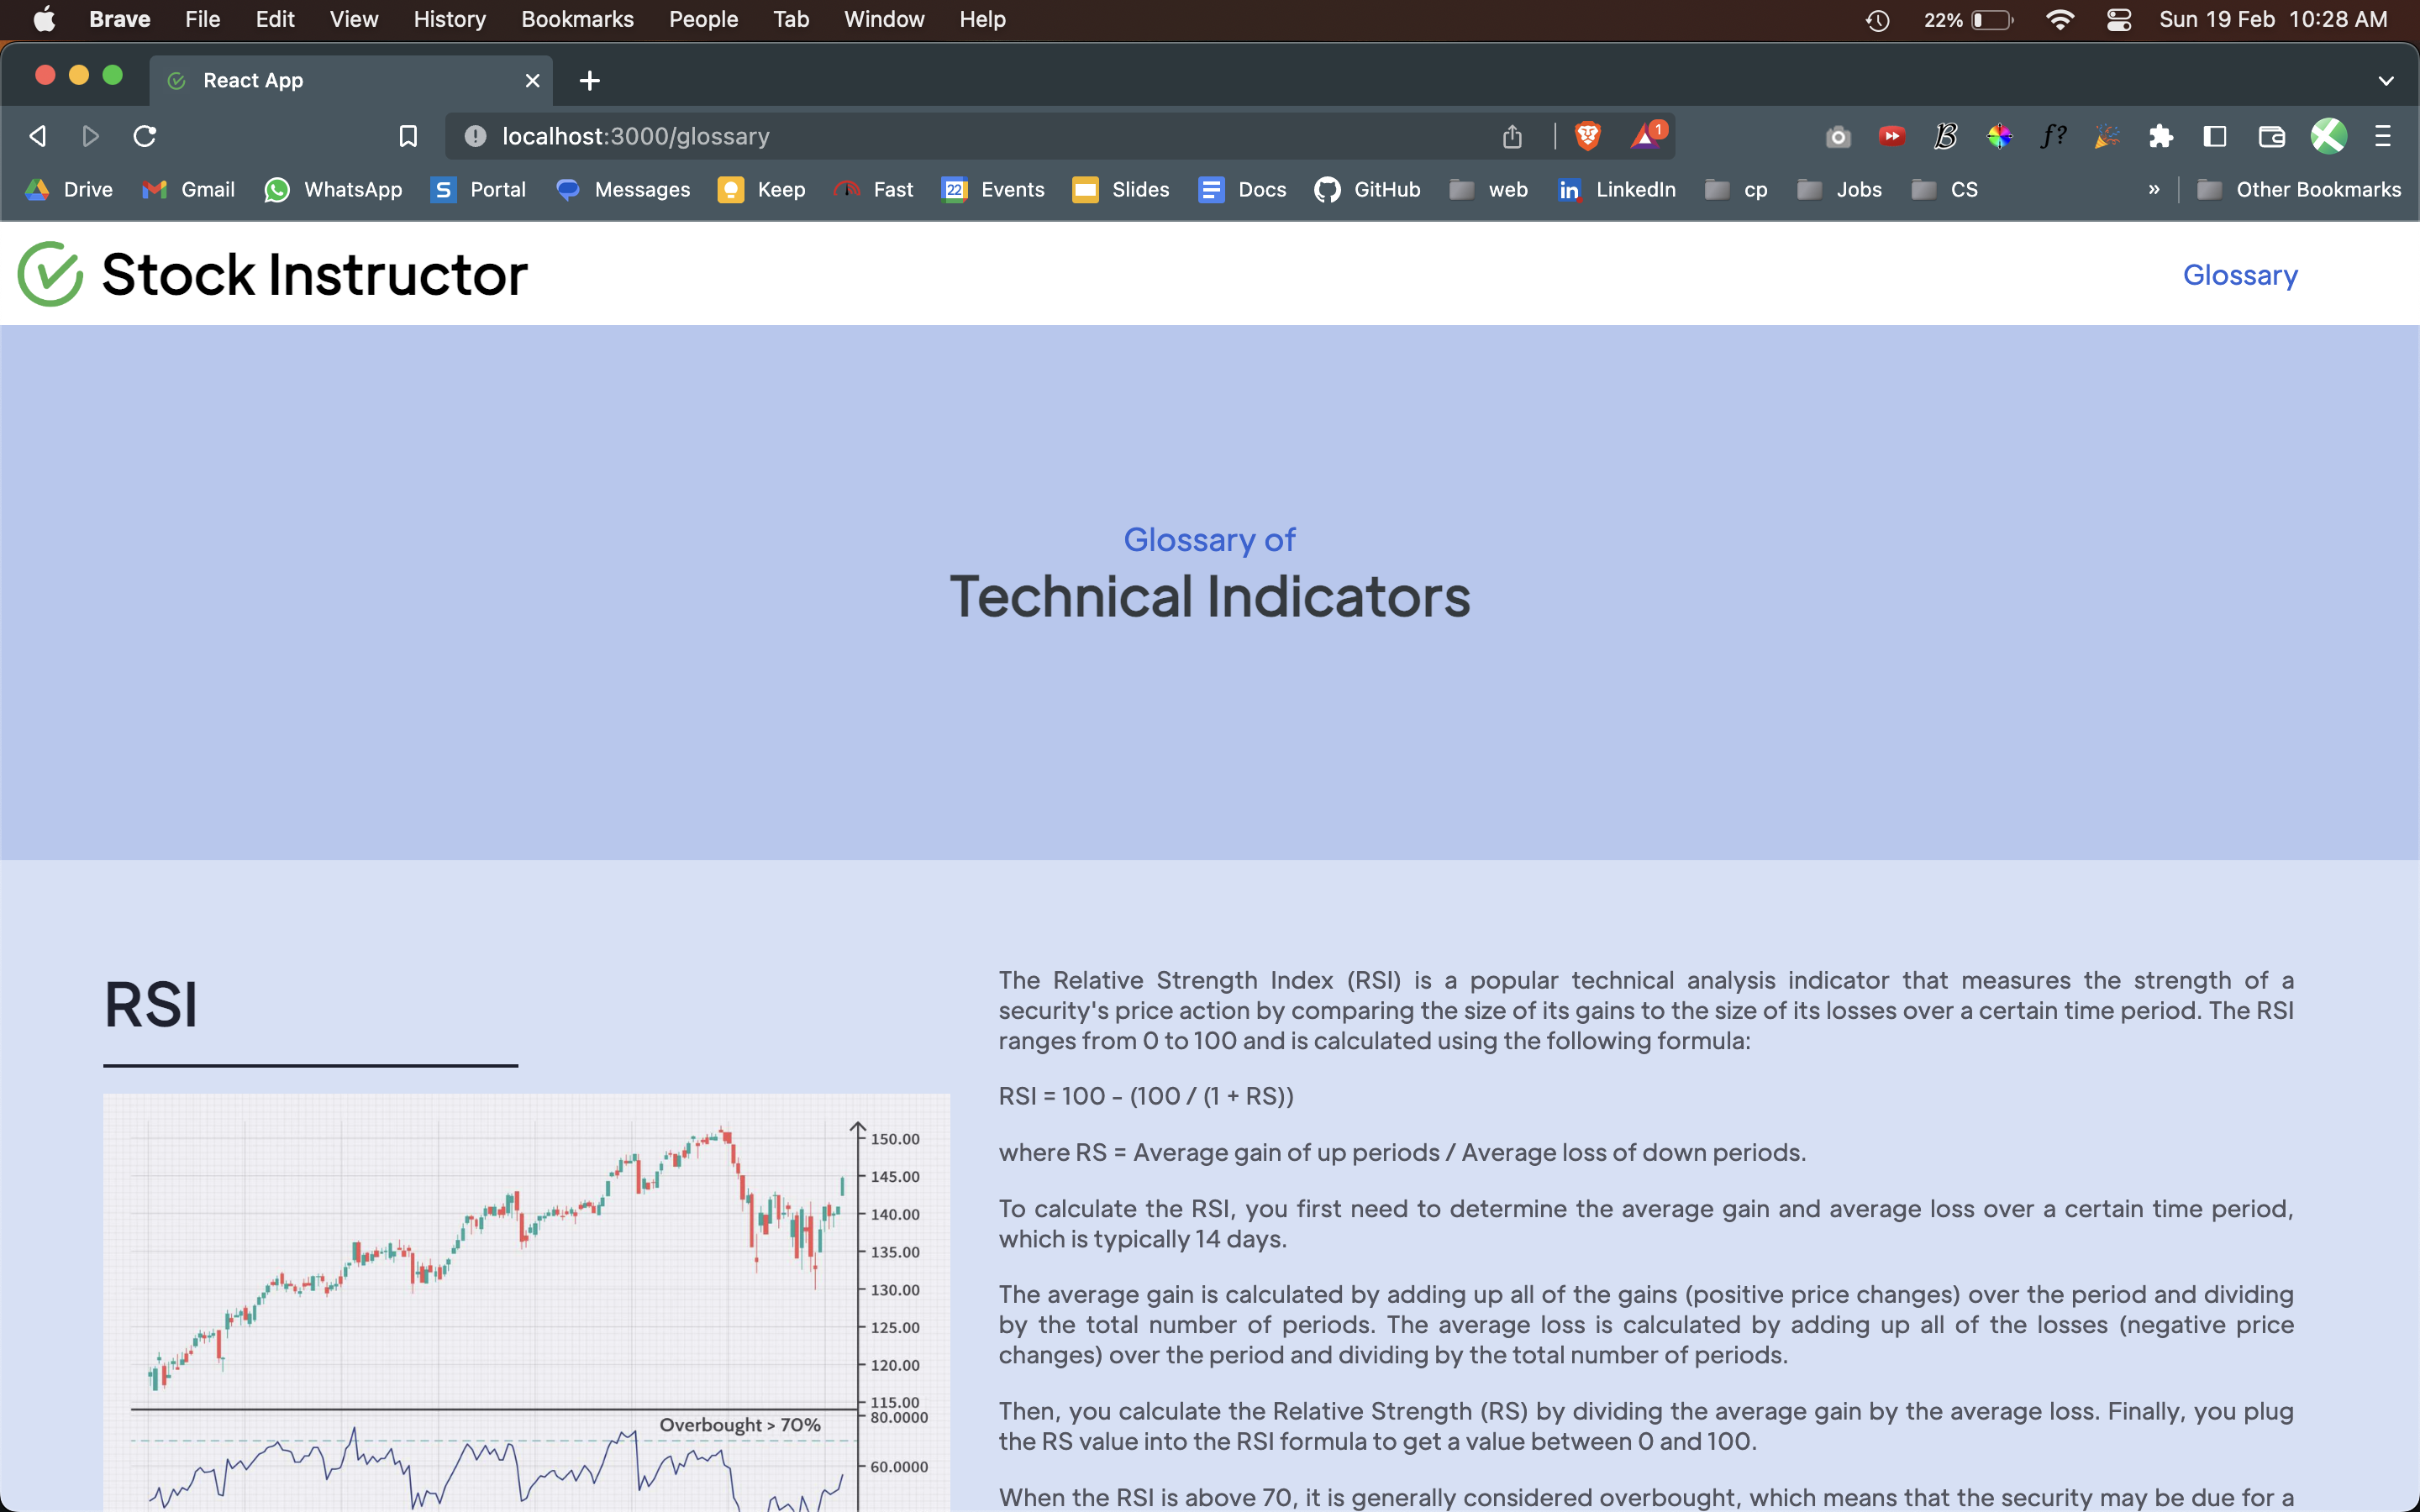 Brave File Edit View History Bookmarks People Tab Window Help 22% Sun 19 Feb 10:28 AM
React App
localhost:3000/glossary 1 f?
Drive Gmail WhatsApp S Portal Messages Keep Fast 22 Events Slides Docs GitHub web in LinkedIn cp Jobs CS » Other Bookmarks
Stock Instructor Glossary
Glossary of
Technical Indicators
RSI
150.00
145.00
140.00
135.00
130.00
125.00
120.00
115.00
80.0000
Overbought > 70%
60.0000
The Relative Strength Index (RSI) is a popular technical analysis indicator that measures the strength of a
security's price action by comparing the size of its gains to the size of its losses over a certain time period. The RSI
ranges from 0 to 100 and is calculated using the following formula:
RSI = 100 - (100 / (1 + RS))
where RS = Average gain of up periods / Average loss of down periods.
To calculate the RSI, you first need to determine the average gain and average loss over a certain time period,
which is typically 14 days.
The average gain is calculated by adding up all of the gains (positive price changes) over the period and dividing
by the total number of periods. The average loss is calculated by adding up all of the losses (negative price
changes) over the period and dividing by the total number of periods.
Then, you calculate the Relative Strength (RS) by dividing the average gain by the average loss. Finally, you plug
the RS value into the RSI formula to get a value between 0 and 100.
When the RSI is above 70, it is generally considered overbought, which means that the security may be due for a